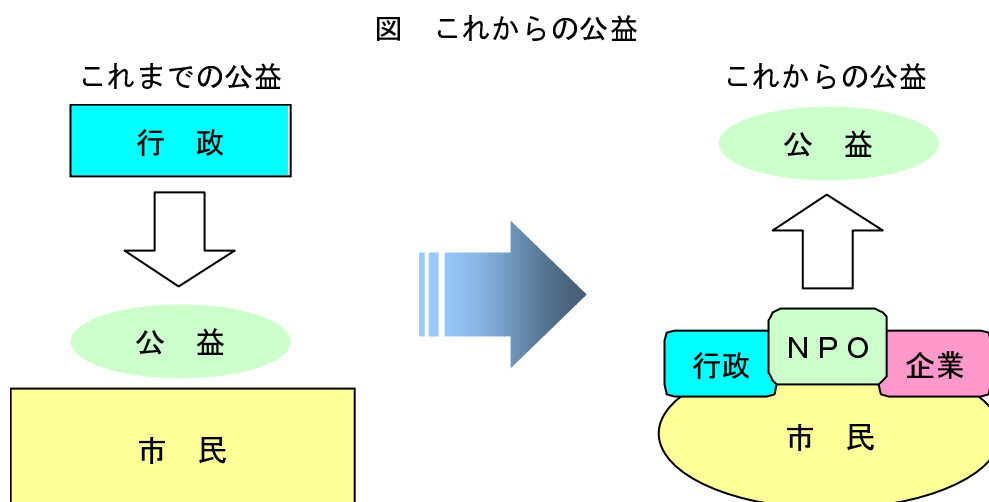 図　これからの公益
これまでの公益
行　政
公　益
市　民
これからの公益
公　益
行政
ＮＰＯ
企業
市　民